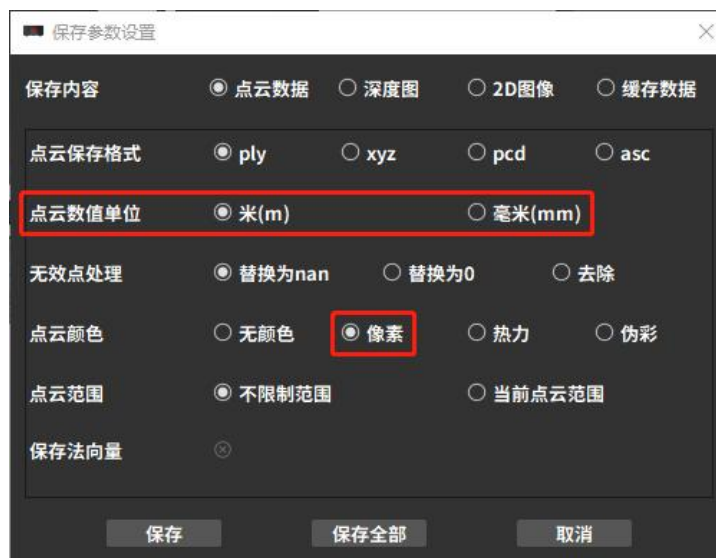 保存参数设置
保存内容 点云数据 深度图 2D图像 缓存数据
点云保存格式 ply xyz pcd asc
点云数值单位 米(m) 毫米(mm)
无效点处理 替换为nan 替换为0 去除
点云颜色 无颜色 像素 热力 伪彩
点云范围 不限制范围 当前点云范围
保存法向量
保存 保存全部 取消